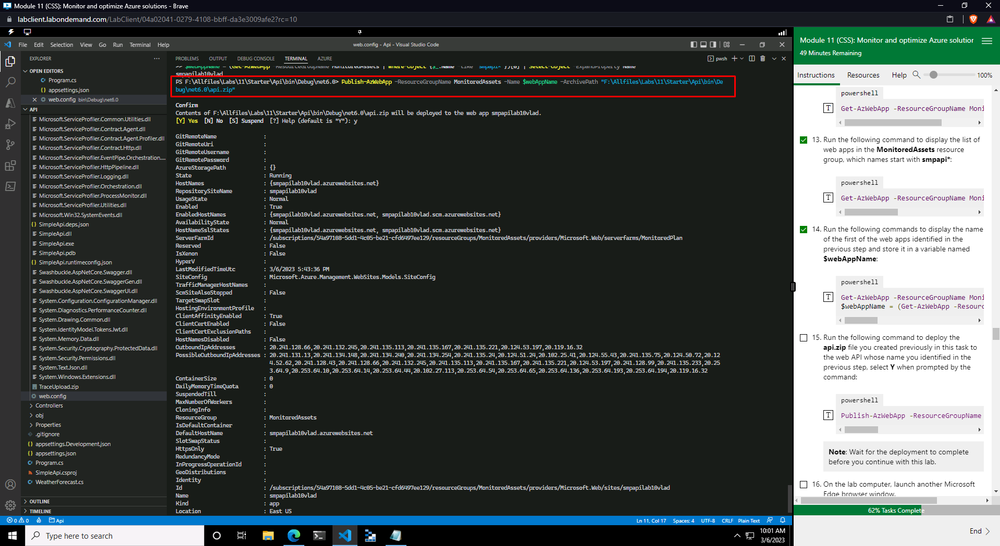 Module 11 (CSS): Monitor and optimize Azure solutions - Brave
labclient.labondemand.com/LabClient/04a02041-0279-4108-bbff-da3e3009afe2?rc=10
File Edit Selection View Go Run Terminal Help
web.config - Api - Visual Studio Code
EXPLORER
OPEN EDITORS
Program.cs
appsettings.json
web.config bin\Debug\net6.0
API
Microsoft.ServiceProfiler.Common.Utilities.dll
Microsoft.ServiceProfiler.Contract.Agent.dll
Microsoft.ServiceProfiler.Contract.Agent.Profiler.dll
Microsoft.ServiceProfiler.Contract.Http.dll
Microsoft.ServiceProfiler.EventPipe.Orchestration....
Microsoft.ServiceProfiler.HttpPipeline.dll
Microsoft.ServiceProfiler.Logging.dll
Microsoft.ServiceProfiler.Orchestration.dll
Microsoft.ServiceProfiler.ProcessMonitor.dll
Microsoft.ServiceProfiler.Utilities.dll
Microsoft.Win32.SystemEvents.dll
SimpleApi.deps.json
SimpleApi.dll
SimpleApi.exe
SimpleApi.pdb
SimpleApi.runtimeconfig.json
Swashbuckle.AspNetCore.Swagger.dll
Swashbuckle.AspNetCore.SwaggerGen.dll
Swashbuckle.AspNetCore.SwaggerUI.dll
System.Configuration.ConfigurationManager.dll
System.Diagnostics.PerformanceCounter.dll
System.Drawing.Common.dll
System.IdentityModel.Tokens.Jwt.dll
System.Memory.Data.dll
System.Security.Cryptography.ProtectedData.dll
System.Security.Permissions.dll
System.Text.Json.dll
System.Windows.Extensions.dll
TraceUpload.zip
web.config
Controllers
obj
Properties
.gitignore
appsettings.Development.json
appsettings.json
Program.cs
SimpleApi.csproj
WeatherForecast.cs
OUTLINE
TIMELINE
PROBLEMS OUTPUT DEBUG CONSOLE TERMINAL AZURE
pwsh
>> $webAppName = (Get-AzWebApp -ResourceGroupName MonitoredAssets | Where-Object {$_.Name -like 'smpapi*'})[0] | Select-Object -ExpandProperty Name
smpapilab10vlad
PS F:\Allfiles\Labs\11\Starter\Api\bin\Debug\net6.0> Publish-AzWebApp -ResourceGroupName MonitoredAssets -Name $webAppName -ArchivePath "F:\Allfiles\Labs\11\Starter\Api\bin\De
bug\net6.0\api.zip"
Confirm
Contents of F:\Allfiles\Labs\11\Starter\Api\bin\Debug\net6.0\api.zip will be deployed to the web app smpapilab10vlad.
[Y] Yes [N] No [S] Suspend [?] Help (default is "Y"): y
GitRemoteName :
GitRemoteUri :
GitRemoteUsername :
GitRemotePassword :
AzureStoragePath : {}
State : Running
HostNames : {smpapilab10vlad.azurewebsites.net}
RepositorySiteName : smpapilab10vlad
UsageState : Normal
Enabled : True
EnabledHostNames : {smpapilab10vlad.azurewebsites.net, smpapilab10vlad.scm.azurewebsites.net}
AvailabilityState : Normal
HostNameSslStates : {smpapilab10vlad.azurewebsites.net, smpapilab10vlad.scm.azurewebsites.net}
ServerFarmId : /subscriptions/54a97108-5dd1-4c05-be21-cfd6497ee129/resourceGroups/MonitoredAssets/providers/Microsoft.Web/serverfarms/MonitoredPlan
Reserved : False
IsXenon : False
HyperV :
LastModifiedTimeUtc : 3/6/2023 5:43:36 PM
SiteConfig : Microsoft.Azure.Management.WebSites.Models.SiteConfig
TrafficManagerHostNames :
ScmSiteAlsoStopped : False
TargetSwapSlot :
HostingEnvironmentProfile :
ClientAffinityEnabled : True
ClientCertEnabled : False
ClientCertExclusionPaths :
HostNamesDisabled : False
OutboundIpAddresses : 20.241.128.66,20.241.132.245,20.241.135.113,20.241.135.167,20.241.135.221,20.124.53.197,20.119.16.32
PossibleOutboundIpAddresses : 20.241.131.13,20.241.134.148,20.241.134.240,20.241.134.254,20.241.135.24,20.124.51.24,20.102.25.41,20.124.55.43,20.241.135.75,20.124.50.72,20.12
4.52.62,20.241.128.43,20.241.128.66,20.241.132.245,20.241.135.113,20.241.135.167,20.241.135.221,20.124.53.197,20.241.128.99,20.241.135.233,20.25
3.64.9,20.253.64.10,20.253.64.14,20.253.64.44,20.102.27.113,20.253.64.54,20.253.64.65,20.253.64.136,20.253.64.193,20.253.64.194,20.119.16.32
ContainerSize : 0
DailyMemoryTimeQuota : 0
SuspendedTill :
MaxNumberOfWorkers :
CloningInfo :
ResourceGroup : MonitoredAssets
IsDefaultContainer :
DefaultHostName : smpapilab10vlad.azurewebsites.net
SlotSwapStatus :
HttpsOnly : True
RedundancyMode :
InProgressOperationId :
GeoDistributions :
Identity :
Id : /subscriptions/54a97108-5dd1-4c05-be21-cfd6497ee129/resourceGroups/MonitoredAssets/providers/Microsoft.Web/sites/smpapilab10vlad
Name : smpapilab10vlad
Kind : app
Location : East US
0 0 Api
Ln 11, Col 17 Spaces: 4 UTF-8 CRLF Plain Text
Type here to search
10:01 AM
3/6/2023
Module 11 (CSS): Monitor and optimize Azure solutior
49 Minutes Remaining
Instructions Resources Help 100%
powershell
T Get-AzWebApp -ResourceGroupName Moni
13. Run the following command to display the list of
web apps in the MonitoredAssets resource
group, which names start with smpapi*:
powershell
T Get-AzWebApp -ResourceGroupName Moni
14. Run the following commands to display the name
of the first of the web apps identified in the
previous step and store it in a variable named
$webAppName:
powershell
T Get-AzWebApp -ResourceGroupName Moni
$webAppName = (Get-AzWebApp -Resourc
15. Run the following command to deploy the
api.zip file you created previously in this task to
the web API whose name you identified in the
previous step, select Y when prompted by the
command:
powershell
T Publish-AzWebApp -ResourceGroupName
Note: Wait for the deployment to complete
before you continue with this lab.
16. On the lab computer, launch another Microsoft
Edge browser window.
62% Tasks Complete
End